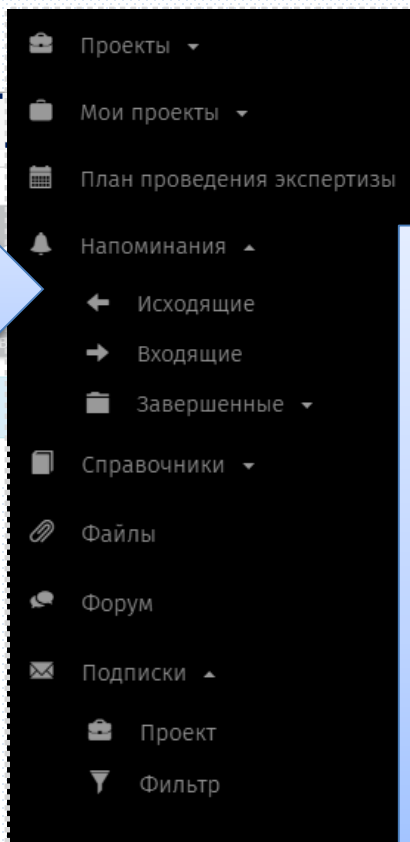 Проекты
Мои проекты
План проведения экспертизы
Напоминания
Исходящие
Входящие
Завершенные
Справочники
Файлы
Форум
Подписки
Проект
Фильтр